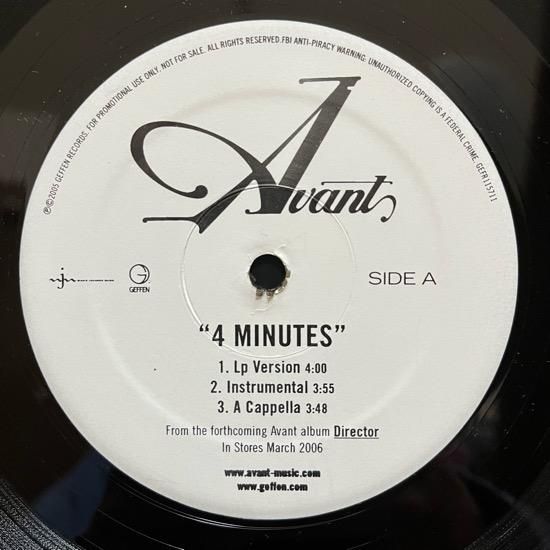 ℗©2005 GEFFEN RECORDS. FOR PROMOTIONAL USE ONLY. NOT FOR SALE. ALL RIGHTS RESERVED.FBI ANTI-PIRACY WARNING: UNAUTHORIZED COPYING IS A FEDERAL CRIME. GEFR115711
Avant
GEFFEN
SIDE A
“4 MINUTES”
1. Lp Version 4:00
2. Instrumental 3:55
3. A Cappella 3:48
From the forthcoming Avant album Director
In Stores March 2006
www.avant-music.com
www.geffen.com